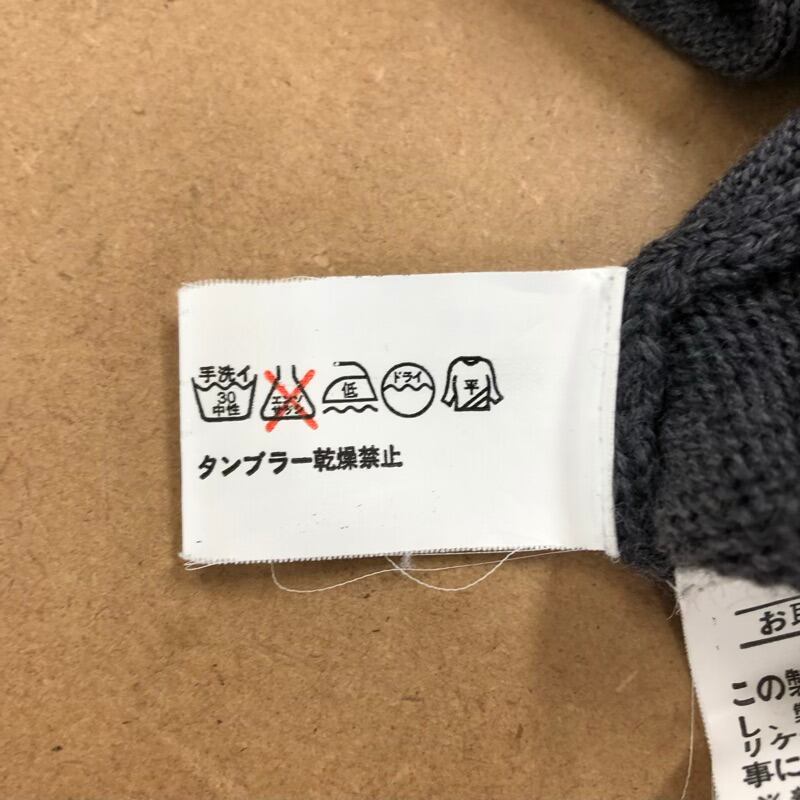 手洗イ
30
中性
エンソ
サラシ
低
ドライ
平
タンブラー乾燥禁止
お取
この製
し、
リケ
事に